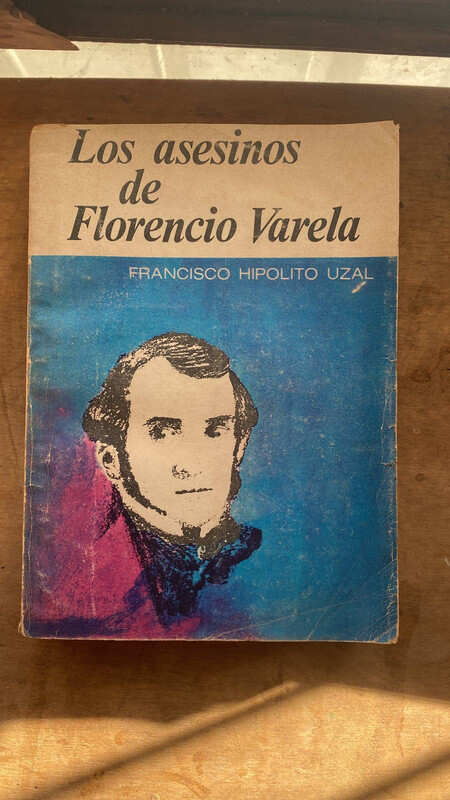 Los asesinos
de
Florencio Varela
FRANCISCO HIPOLITO UZAL